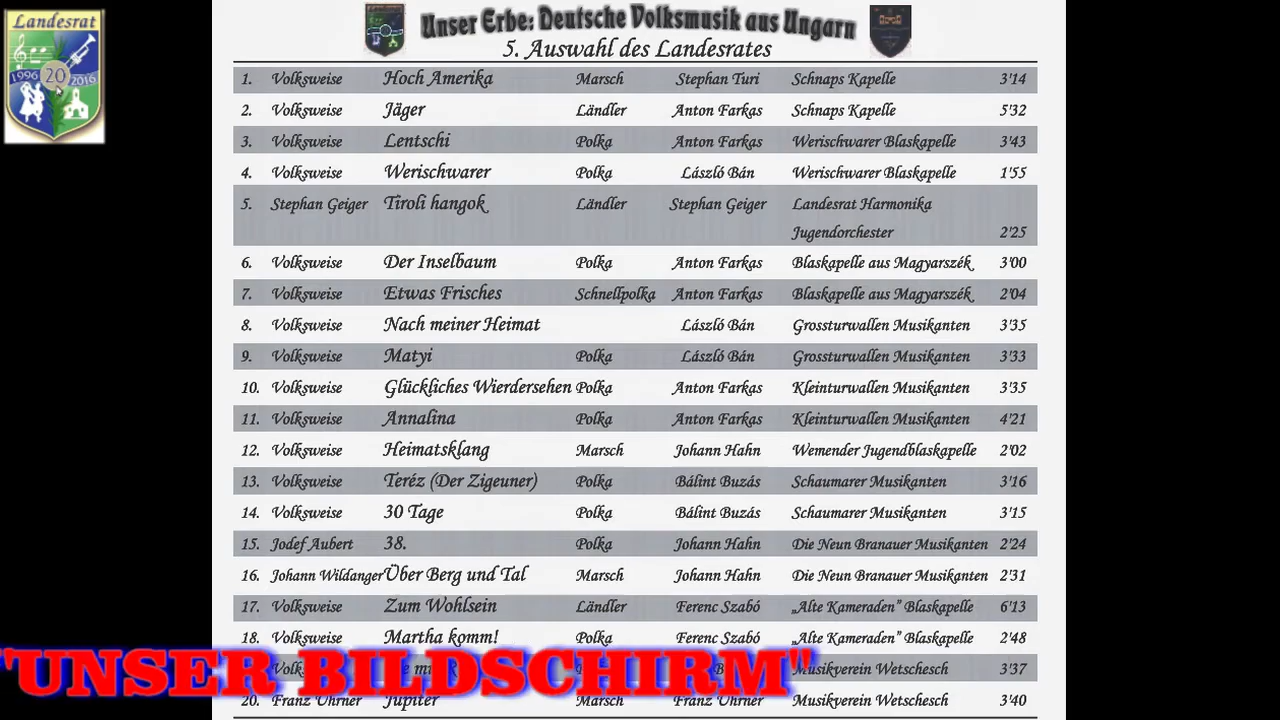 Landesrat
1996 20 2016
Unser Erbe: Deutsche Volksmusik aus Ungarn
5. Auswahl des Landesrates
1. Volksweise Hoch Amerika Marsch Stephan Turi Schnaps Kapelle 3'14
2. Volksweise Jäger Ländler Anton Farkas Schnaps Kapelle 5'32
3. Volksweise Lentschi Polka Anton Farkas Werischwarer Blaskapelle 3'43
4. Volksweise Werischwarer Polka László Bán Werischwarer Blaskapelle 1'55
5. Stephan Geiger Tiroli hangok Ländler Stephan Geiger Landesrat Harmonika
Jugendorchester 2'25
6. Volksweise Der Inselbaum Polka Anton Farkas Blaskapelle aus Magyarszék 3'00
7. Volksweise Etwas Frisches Schnellpolka Anton Farkas Blaskapelle aus Magyarszék 2'04
8. Volksweise Nach meiner Heimat László Bán Grossturwallen Musikanten 3'35
9. Volksweise Matyi Polka László Bán Grossturwallen Musikanten 3'33
10. Volksweise Glückliches Wierdersehen Polka Anton Farkas Kleinturwallen Musikanten 3'35
11. Volksweise Annalina Polka Anton Farkas Kleinturwallen Musikanten 4'21
12. Volksweise Heimatsklang Marsch Johann Hahn Wemender Jugendblaskapelle 2'02
13. Volksweise Teréz (Der Zigeuner) Polka Bálint Buzás Schaumarer Musikanten 3'16
14. Volksweise 30 Tage Polka Bálint Buzás Schaumarer Musikanten 3'15
15. Jodef Aubert 38. Polka Johann Hahn Die Neun Branauer Musikanten 2'24
16. Johann Wildanger Über Berg und Tal Marsch Johann Hahn Die Neun Branauer Musikanten 2'31
17. Volksweise Zum Wohlsein Ländler Ferenc Szabó „Alte Kameraden” Blaskapelle 6'13
18. Volksweise Martha komm! Polka Ferenc Szabó „Alte Kameraden” Blaskapelle 2'48
Musikverein Wetschesch 3'37
"UNSER BILDSCHIRM"
20. Franz Uhrner Jupiter Marsch Franz Uhrner Musikverein Wetschesch 3'40